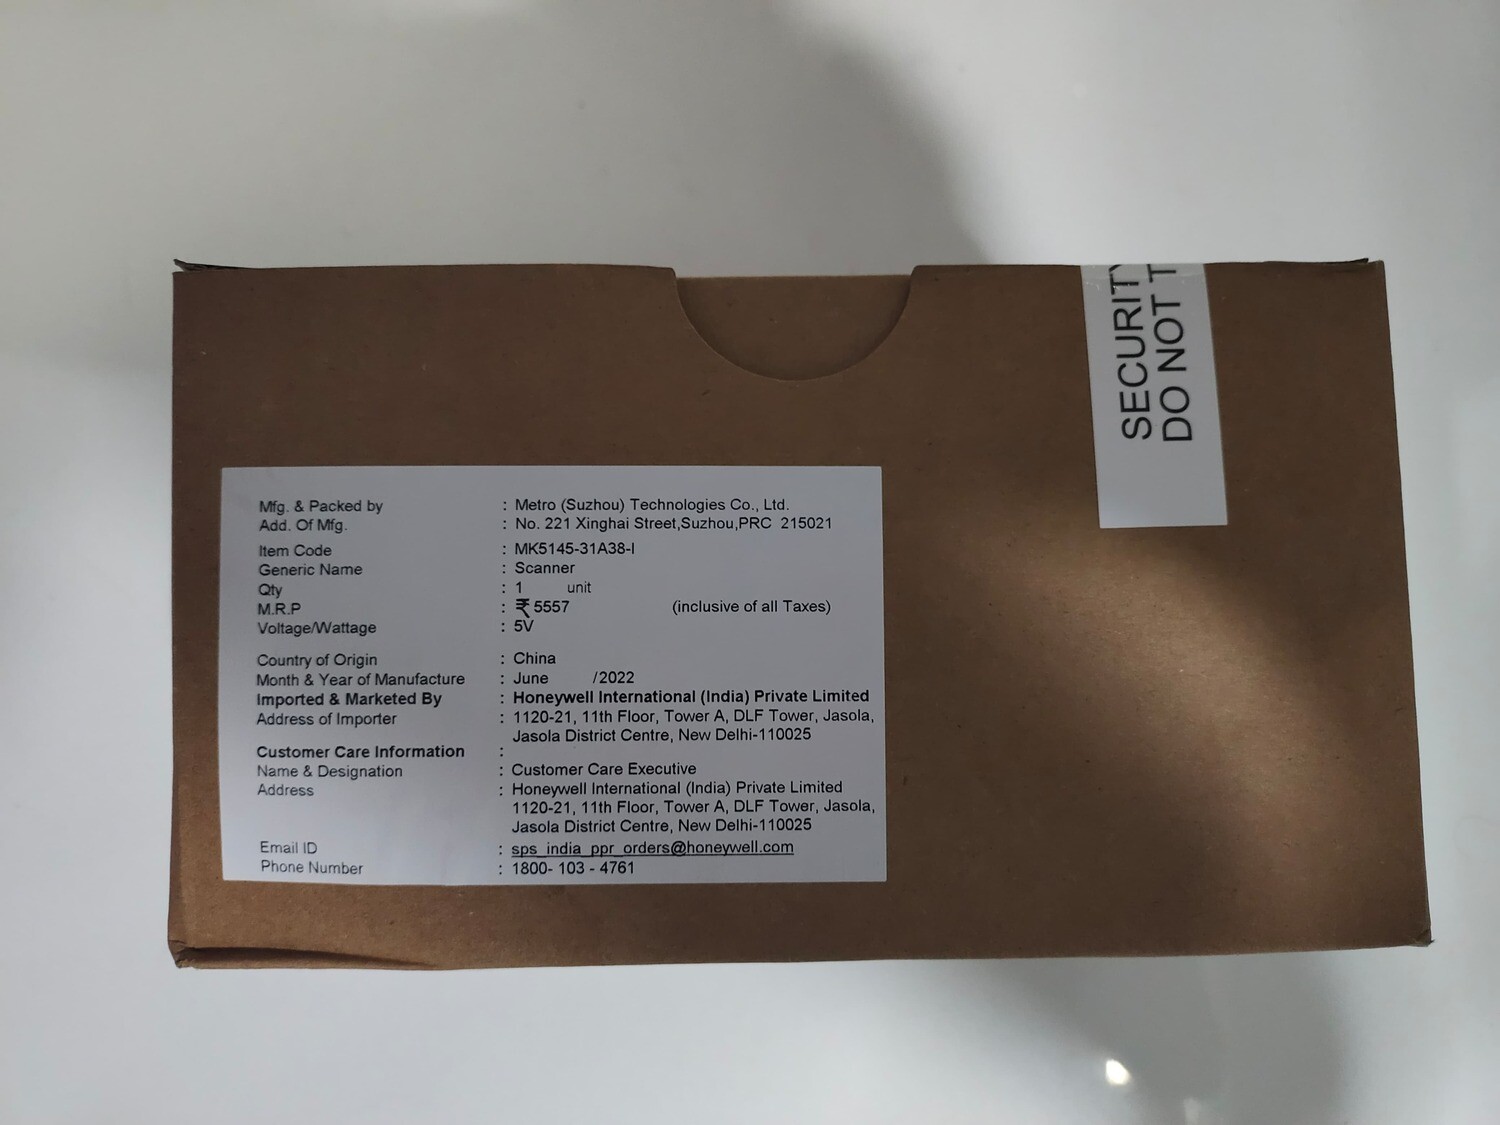 SECURITY
DO NOT T
Mfg. & Packed by : Metro (Suzhou) Technologies Co., Ltd.
Add. Of Mfg. : No. 221 Xinghai Street,Suzhou,PRC 215021
Item Code : MK5145-31A38-I
Generic Name : Scanner
Qty : 1 unit
M.R.P : ₹ 5557 (inclusive of all Taxes)
Voltage/Wattage : 5V
Country of Origin : China
Month & Year of Manufacture : June /2022
Imported & Marketed By : Honeywell International (India) Private Limited
Address of Importer : 1120-21, 11th Floor, Tower A, DLF Tower, Jasola,
Jasola District Centre, New Delhi-110025
Customer Care Information :
Name & Designation : Customer Care Executive
Address : Honeywell International (India) Private Limited
1120-21, 11th Floor, Tower A, DLF Tower, Jasola,
Jasola District Centre, New Delhi-110025
Email ID : sps_india_ppr_orders@honeywell.com
Phone Number : 1800- 103 - 4761